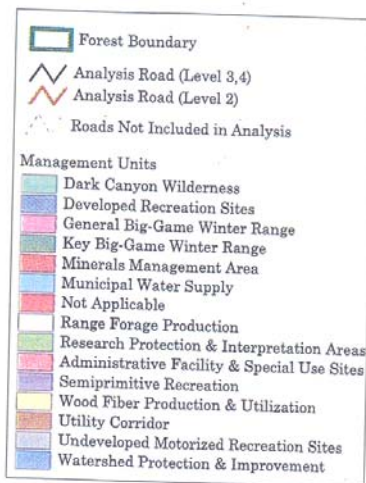 Forest Boundary
Analysis Road (Level 3,4)
Analysis Road (Level 2)
Roads Not Included in Analysis
Management Units
Dark Canyon Wilderness
Developed Recreation Sites
General Big-Game Winter Range
Key Big-Game Winter Range
Minerals Management Area
Municipal Water Supply
Not Applicable
Range Forage Production
Research Protection & Interpretation Areas
Administrative Facility & Special Use Sites
Semiprimitive Recreation
Wood Fiber Production & Utilization
Utility Corridor
Undeveloped Motorized Recreation Sites
Watershed Protection & Improvement